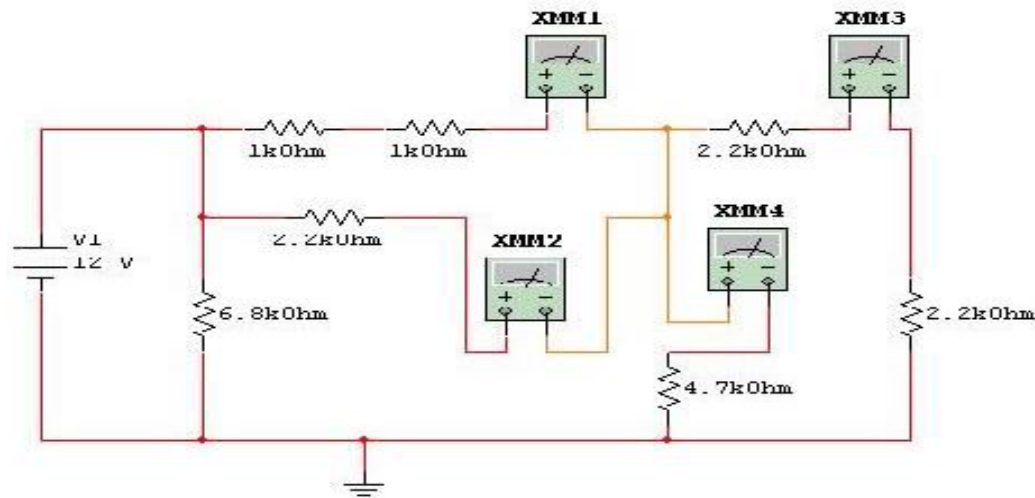 XMM1
XMM3
+ −
+ −
1kOhm
1kOhm
2.2kOhm
XMM4
2.2kOhm
XMM2
V1
12 V
+ −
+ −
6.8kOhm
2.2kOhm
4.7kOhm